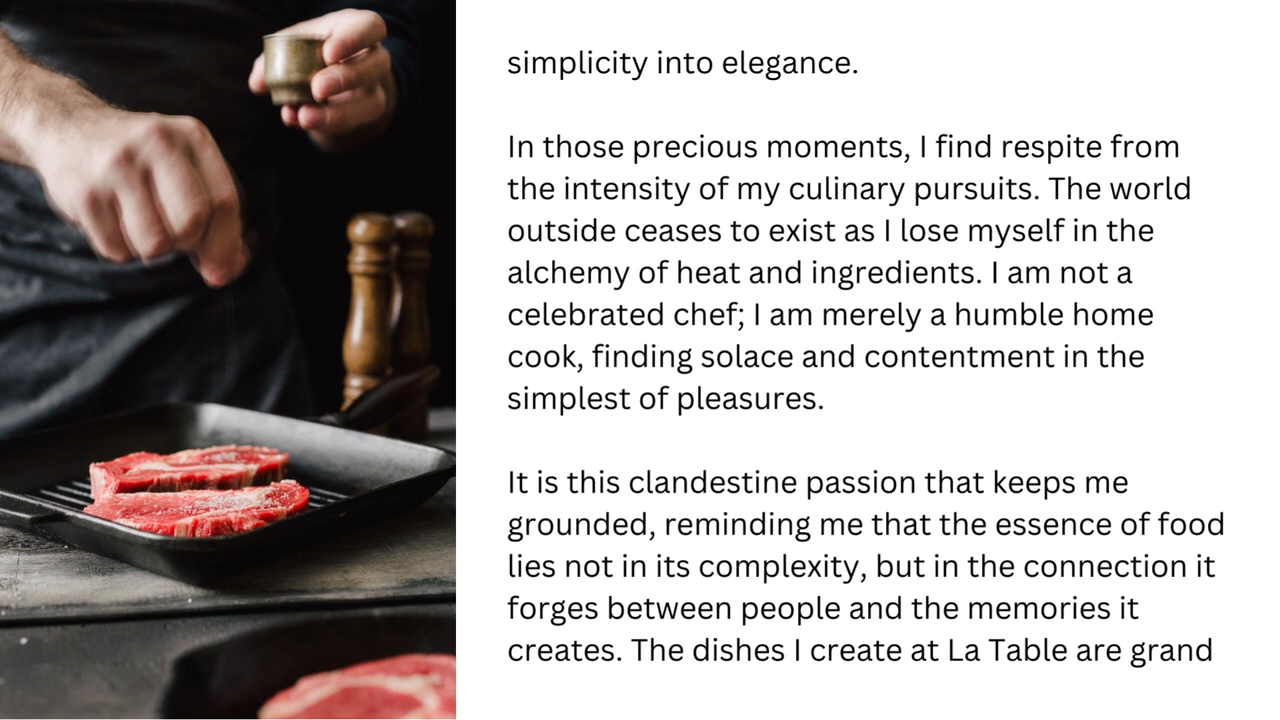 simplicity into elegance.
In those precious moments, I find respite from
the intensity of my culinary pursuits. The world
outside ceases to exist as I lose myself in the
alchemy of heat and ingredients. I am not a
celebrated chef; I am merely a humble home
cook, finding solace and contentment in the
simplest of pleasures.
It is this clandestine passion that keeps me
grounded, reminding me that the essence of food
lies not in its complexity, but in the connection it
forges between people and the memories it
creates. The dishes I create at La Table are grand